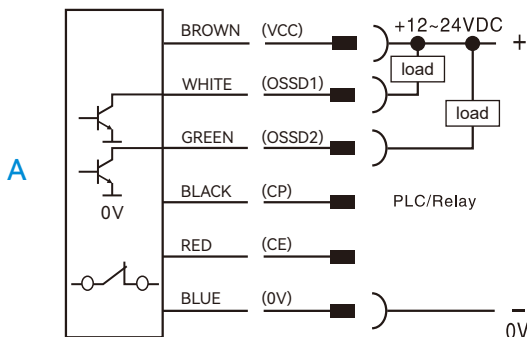 BROWN (VCC) +12~24VDC +
load
WHITE (OSSD1)
load
GREEN (OSSD2)
A
0V
BLACK (CP) PLC/Relay
RED (CE)
BLUE (0V) −
0V